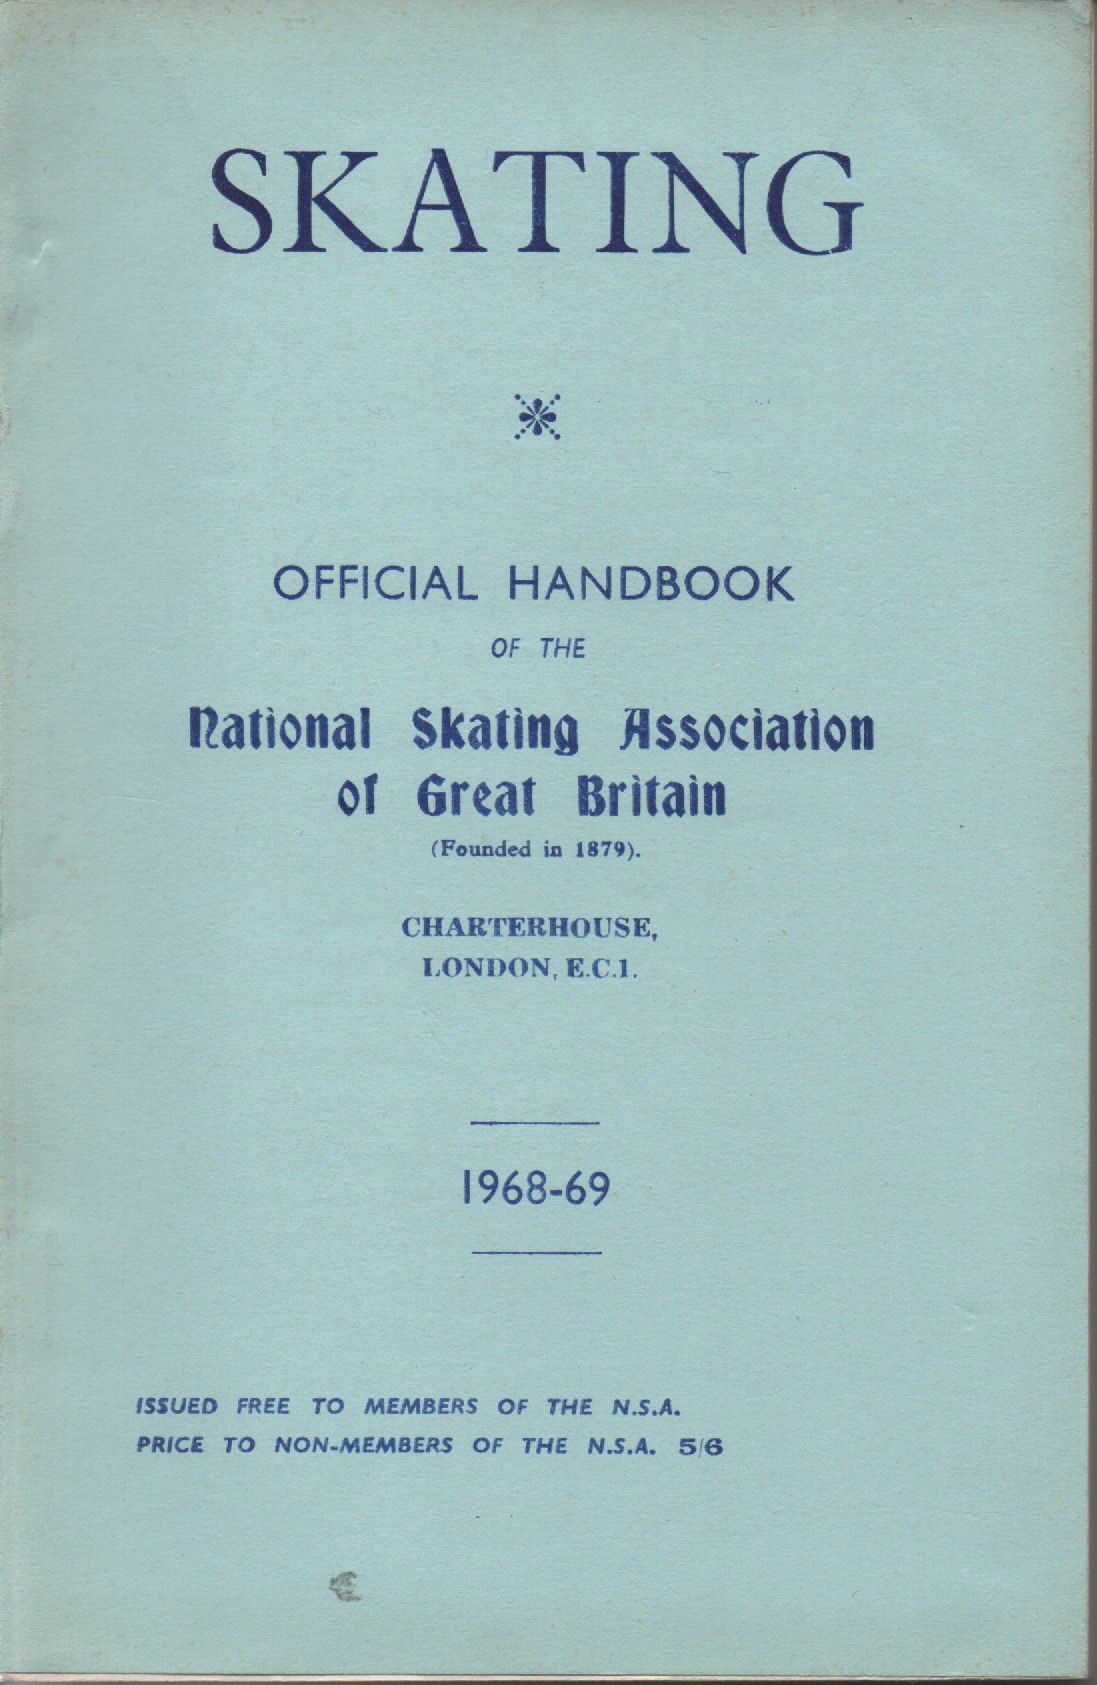 SKATING
OFFICIAL HANDBOOK
OF THE
National Skating Association
of Great Britain
(Founded in 1879).
CHARTERHOUSE,
LONDON, E.C.1.
1968-69
ISSUED FREE TO MEMBERS OF THE N.S.A.
PRICE TO NON-MEMBERS OF THE N.S.A. 5/6